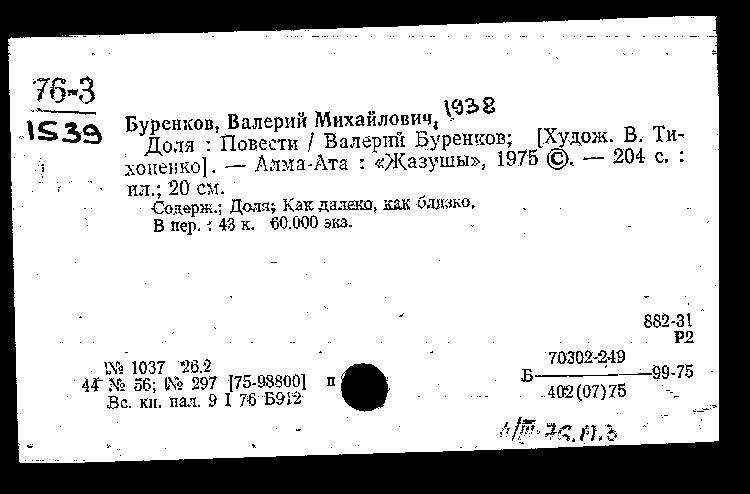 76-3
1539
Буренков, Валерий Михайлович, 1938
Доля : Повести / Валерий Буренков; [Худож. В. Ти-
хоненко]. — Алма-Ата : «Жазушы», 1975 ©. — 204 с. :
ил.; 20 см.
Содерж.: Доля; Как далеко, как близко.
В пер. : 43 к. 60.000 экз.
882-31
Р2
№ 1037 26.2
44 № 56; № 297 [75-98800] п
Вс. кн. пал. 9 I 76 Б912
70302-249
Б 99-75
402(07)75